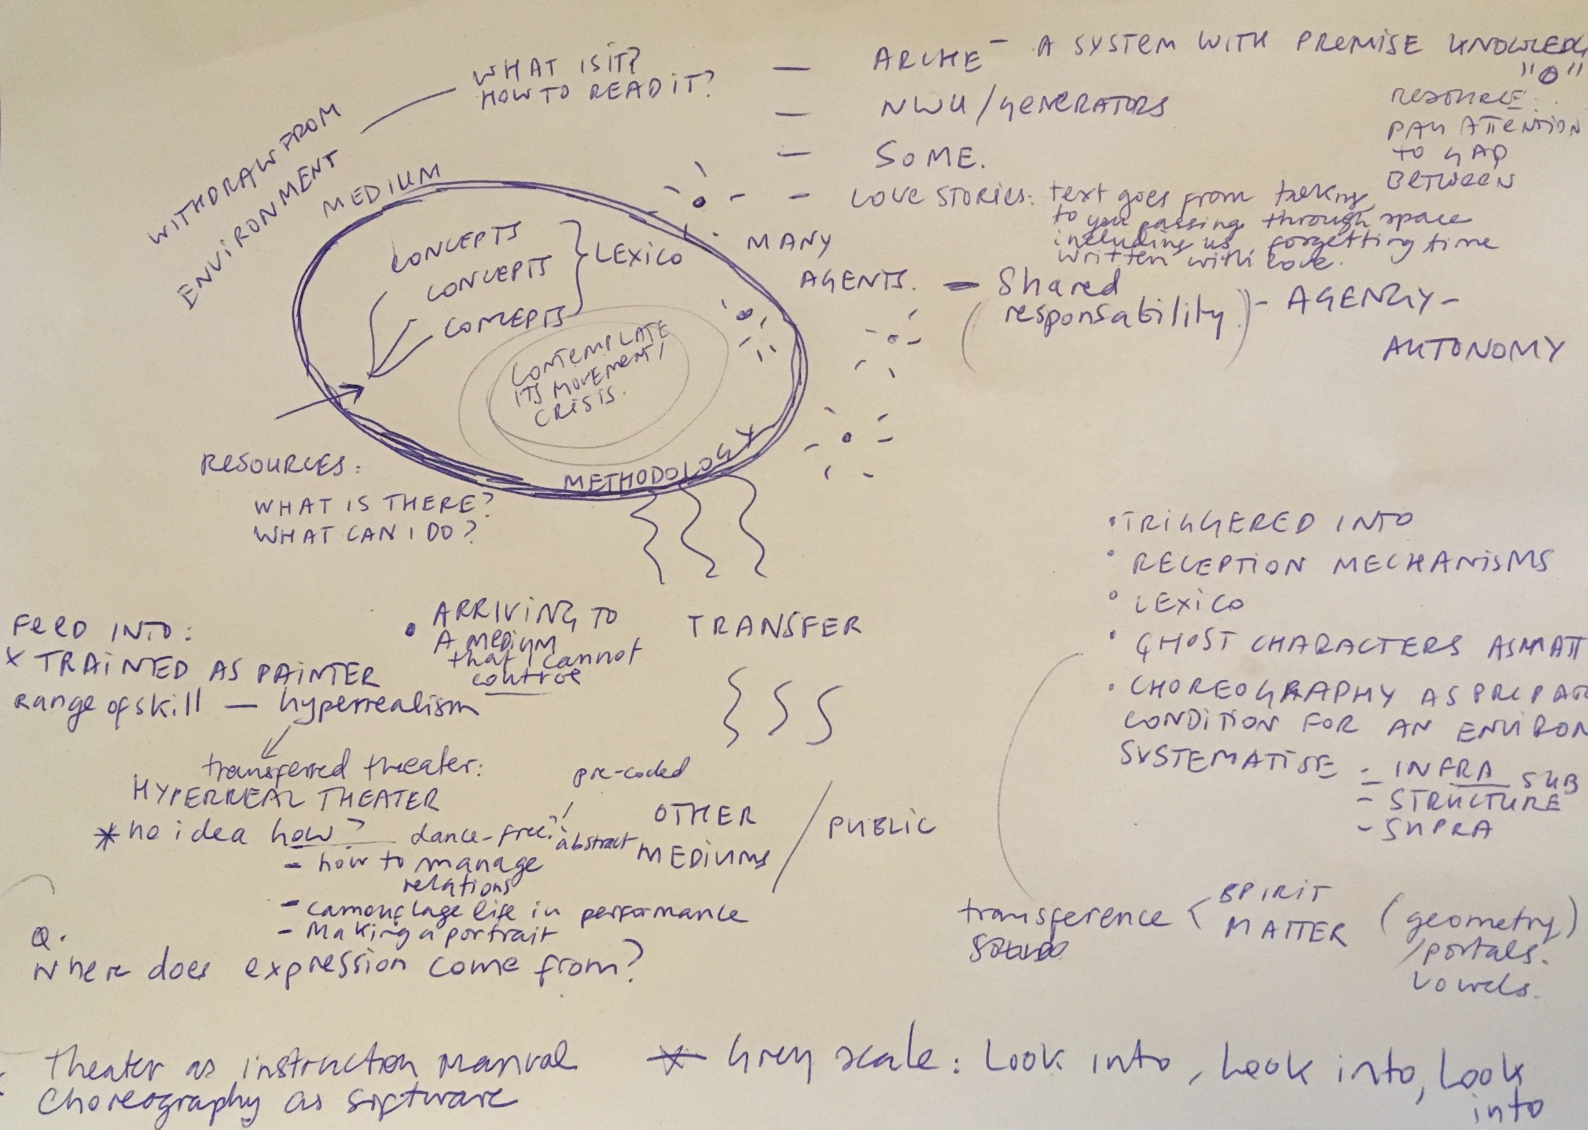 WHAT IS IT?
HOW TO READ IT?
WITHDRAW FROM
ENVIRONMENT
MEDIUM
CONCEPTS
CONCEPTS
CONCEPTS
LEXICO
CONTEMPLATE
ITS MOVEMENT/
CRISIS.
METHODOLOGY
RESOURCES:
WHAT IS THERE?
WHAT CAN I DO?
— ARCHE – A SYSTEM WITH PREMISE
"0"
— /GENERATORS
— SOME.
RESOURCE:
PAY ATTENTION
TO GAP
BETWEEN
— LOVE STORIES: text goes from talking
to you passing through space
including us, forgetting time
written with love.
MANY
AGENTS.
— (Shared
responsability) – AGENCY –
AUTONOMY
• TRIGGERED INTO
• RECEPTION MECHANISMS
• LEXICO
• GHOST CHARACTERS
• CHOREOGRAPHY AS
CONDITION FOR AN
SYSTEMATISE – INFRA SUB
– STRUCTURE
– SUPRA
FEED INTO:
x TRAINED AS PAINTER
Range of skill — hyperrealism
• ARRIVING TO
A MEDIUM
that I cannot
control
TRANSFER
transferred theater:
HYPERREAL THEATER
* no idea how? dance-free:
pre-coded
abstract
– how to manage
relations
– camouflage life in performance
– Making a portrait
OTHER
MEDIUMS
/ PUBLIC
Q.
Where does expression come from?
transference < SPIRIT
MATTER (geometry)
/portals.
vowels.
Theater as instruction manual
Choreography as software
* Grey scale: Look into, Look into, Look
into